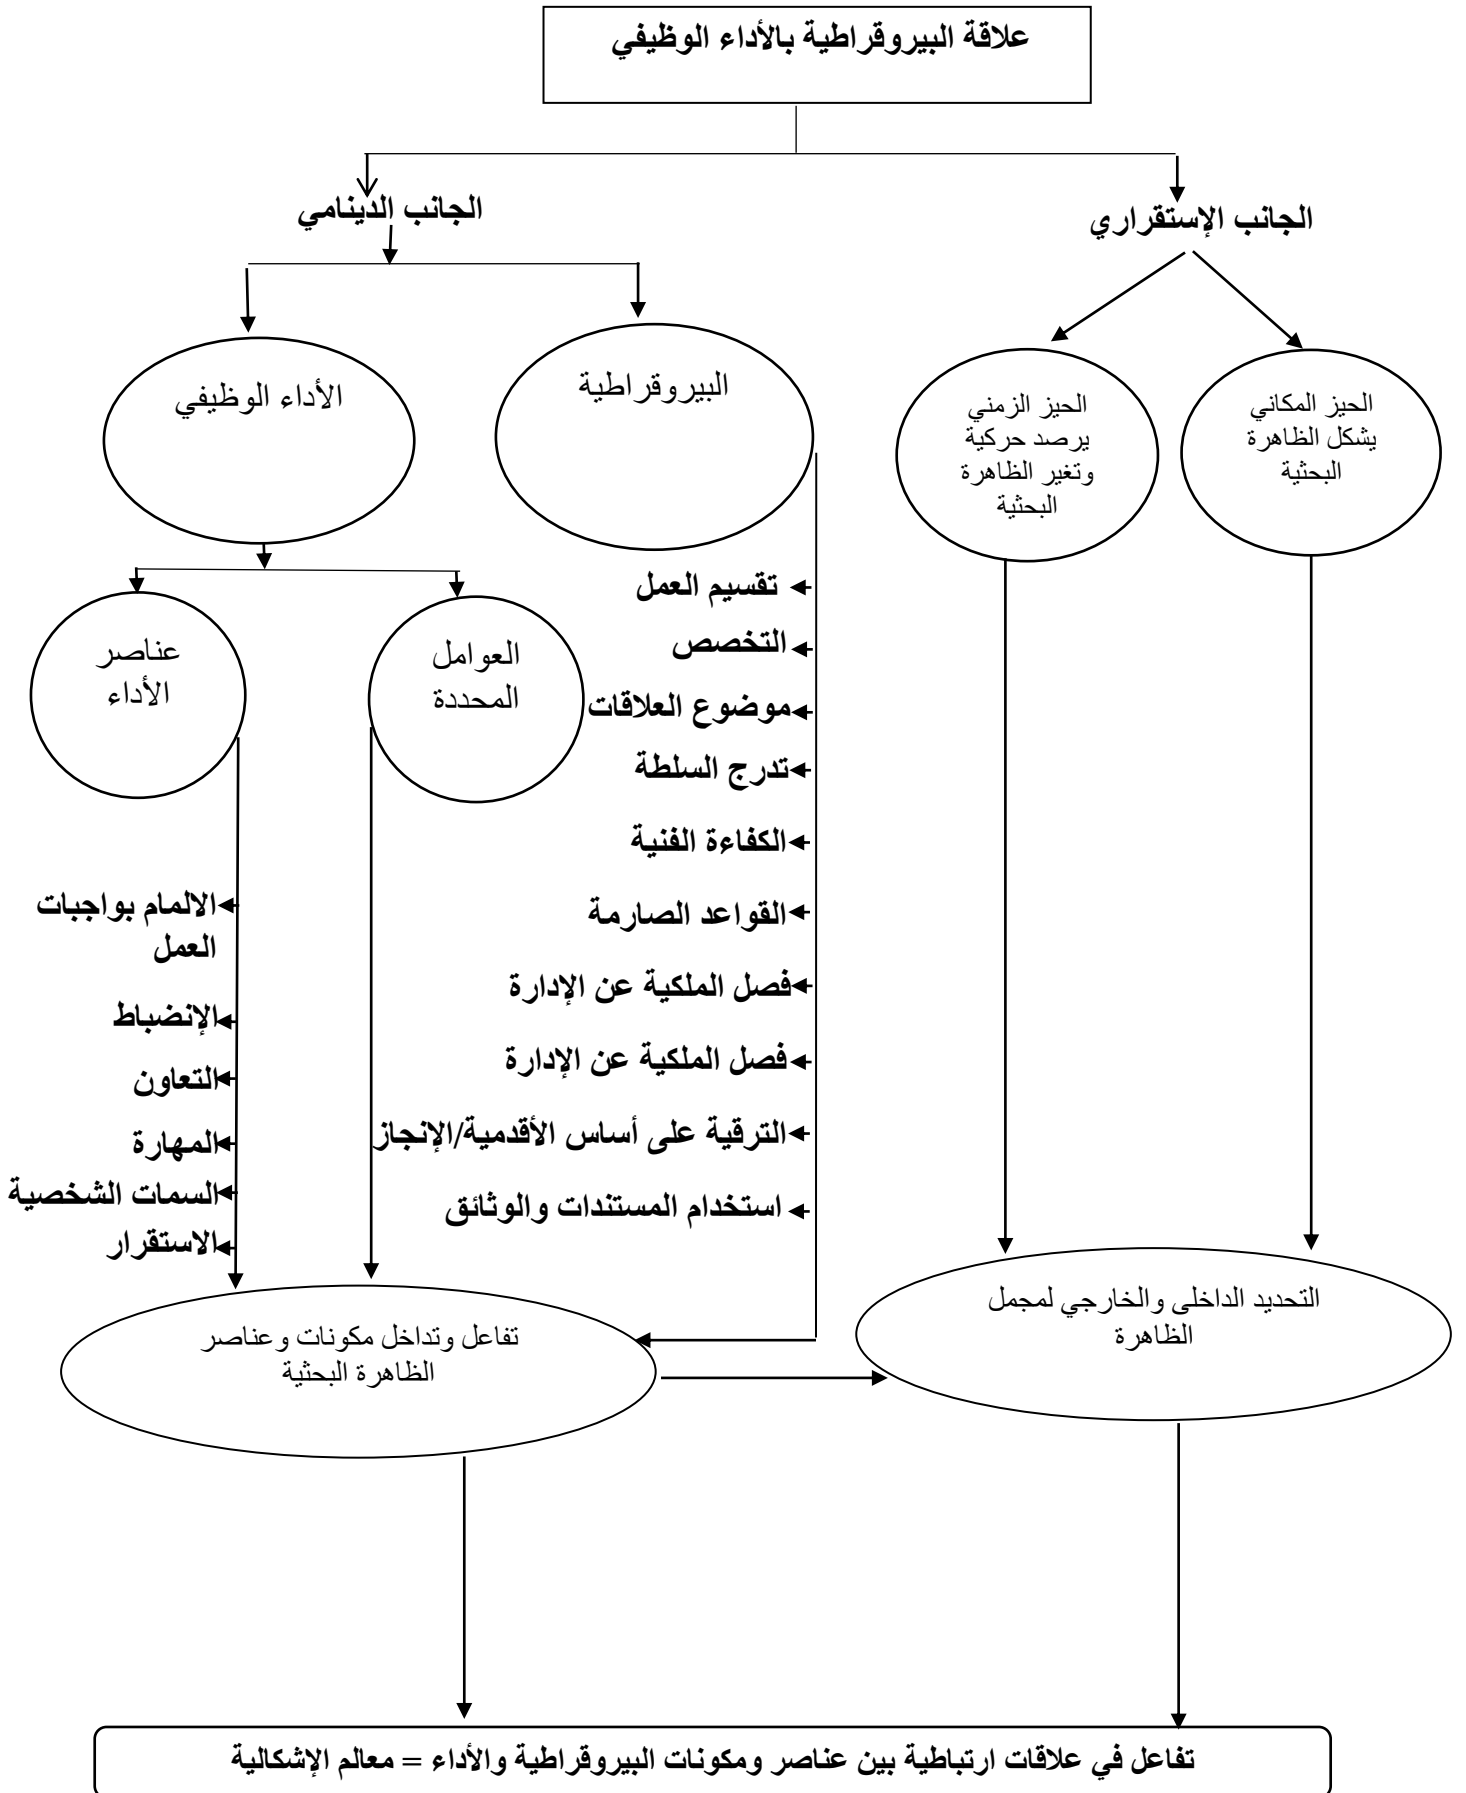 علاقة البيروقراطية بالأداء الوظيفي
الجانب الإستقراري
الجانب الدينامي
الحيز المكاني
يشكل الظاهرة
البحثية
الحيز الزمني
يرصد حركية
وتغير الظاهرة
البحثية
البيروقراطية
الأداء الوظيفي
تقسيم العمل
التخصص
موضوع العلاقات
تدرج السلطة
الكفاءة الفنية
القواعد الصارمة
فصل الملكية عن الإدارة
فصل الملكية عن الإدارة
الترقية على أساس الأقدمية/الإنجاز
استخدام المستندات والوثائق
العوامل
المحددة
عناصر
الأداء
الالمام بواجبات
العمل
الإنضباط
التعاون
المهارة
السمات الشخصية
الاستقرار
التحديد الداخلي والخارجي لمجمل
الظاهرة
تفاعل وتداخل مكونات وعناصر
الظاهرة البحثية
تفاعل في علاقات ارتباطية بين عناصر ومكونات البيروقراطية والأداء = معالم الإشكالية